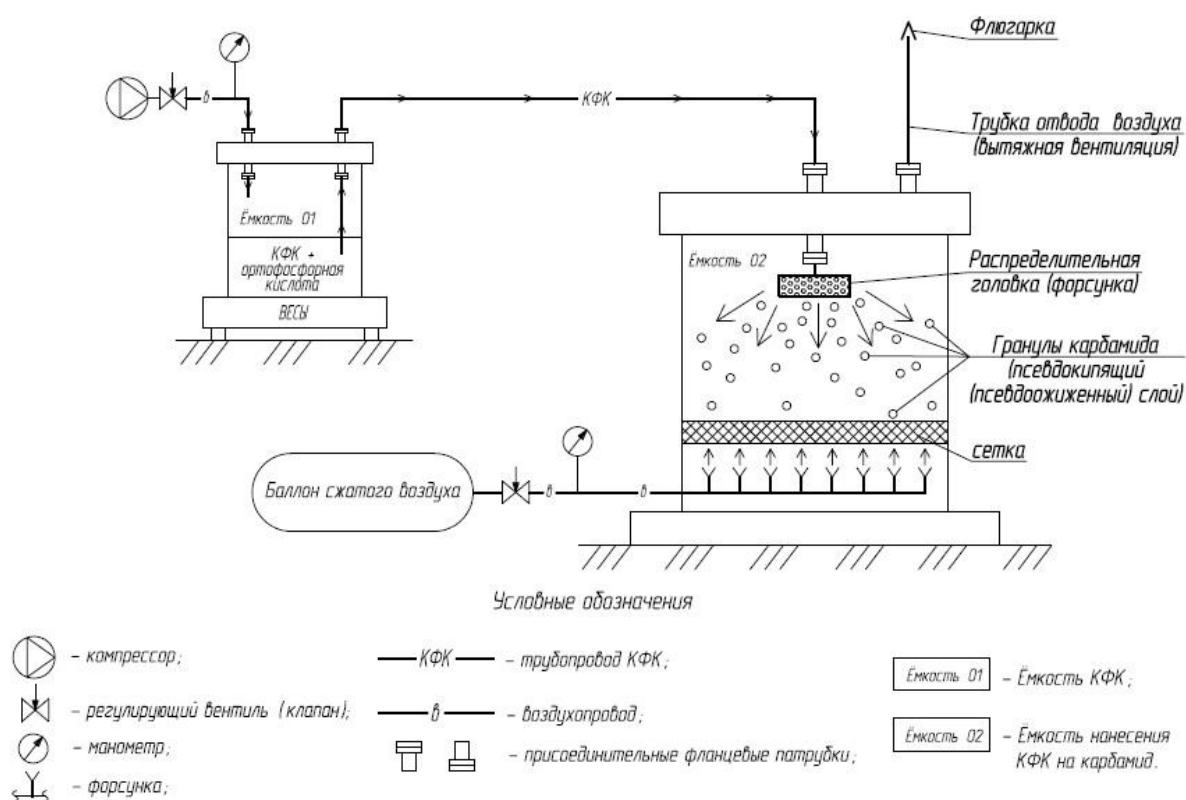 Флюгарка
в
КФК
Трубка отвода воздуха
(вытяжная вентиляция)
Ёмкость 01
КФК +
ортофосфорная
кислота
ВЕСЫ
Ёмкость 02
Распределительная
головка (форсунка)
Гранулы карбамида
(псевдокипящий
(псевдоожиженный) слой)
сетка
Баллон сжатого воздуха
в
в
Условные обозначения
– компрессор;
– регулирующий вентиль (клапан);
– манометр;
– форсунка;
КФК
– трубопровод КФК;
в
– воздухопровод;
– присоединительные фланцевые патрубки;
Ёмкость 01
– Ёмкость КФК;
Ёмкость 02
– Ёмкость нанесения
КФК на карбамид.